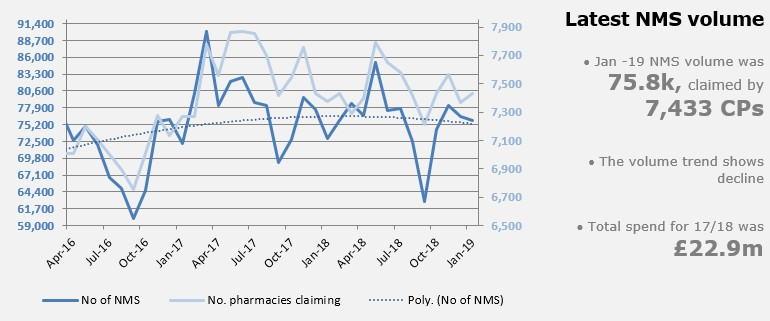 Latest NMS volume
91,400
88,700
86,000
83,300
80,600
77,900
75,200
72,500
69,800
67,100
64,400
61,700
59,000
7,900
7,700
7,500
7,300
7,100
6,900
6,700
6,500
Apr-16
Jul-16
Oct-16
Jan-17
Apr-17
Jul-17
Oct-17
Jan-18
Apr-18
Jul-18
Oct-18
Jan-19
No of NMS
No. pharmacies claiming
Poly. (No of NMS)
• Jan -19 NMS volume was
75.8k, claimed by
7,433 CPs
• The volume trend shows
decline
• Total spend for 17/18 was
£22.9m